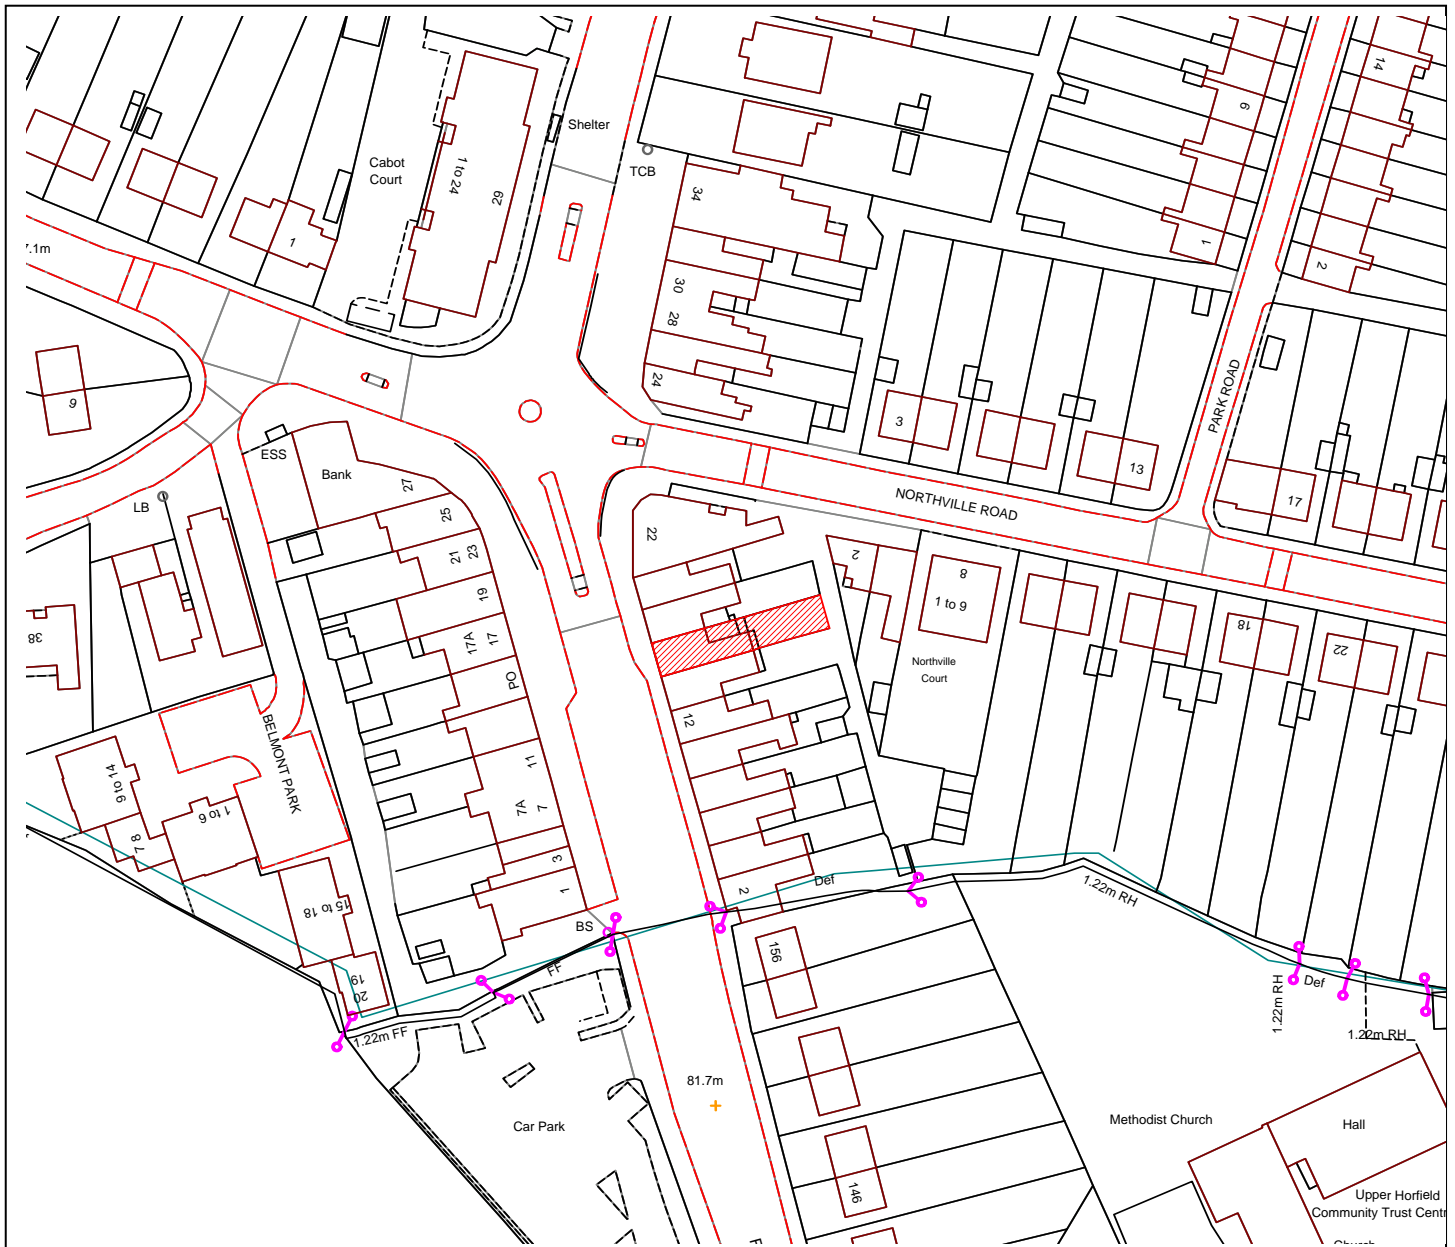 14
6
Shelter
TCB
Cabot
Court
1 to 24
29
34
1
1
2
7.1m
30
28
24
PARK ROAD
9
3
13
ESS
Bank
27
LB
25
NORTHVILLE ROAD
17
22
21
23
2
8
1 to 9
19
18
38
17A
17
22
Northville
Court
PO
12
BELMONT PARK
11
9 to 14
7A
7
1 to 6
7 8
3
1
2
Def
1.22m RH
15 to 18
BS
156
FF
19
20
1.22m RH
Def
1.22m FF
1.22m RH
81.7m
Car Park
Methodist Church
Hall
146
Upper Horfield
Community Trust Centr
Church